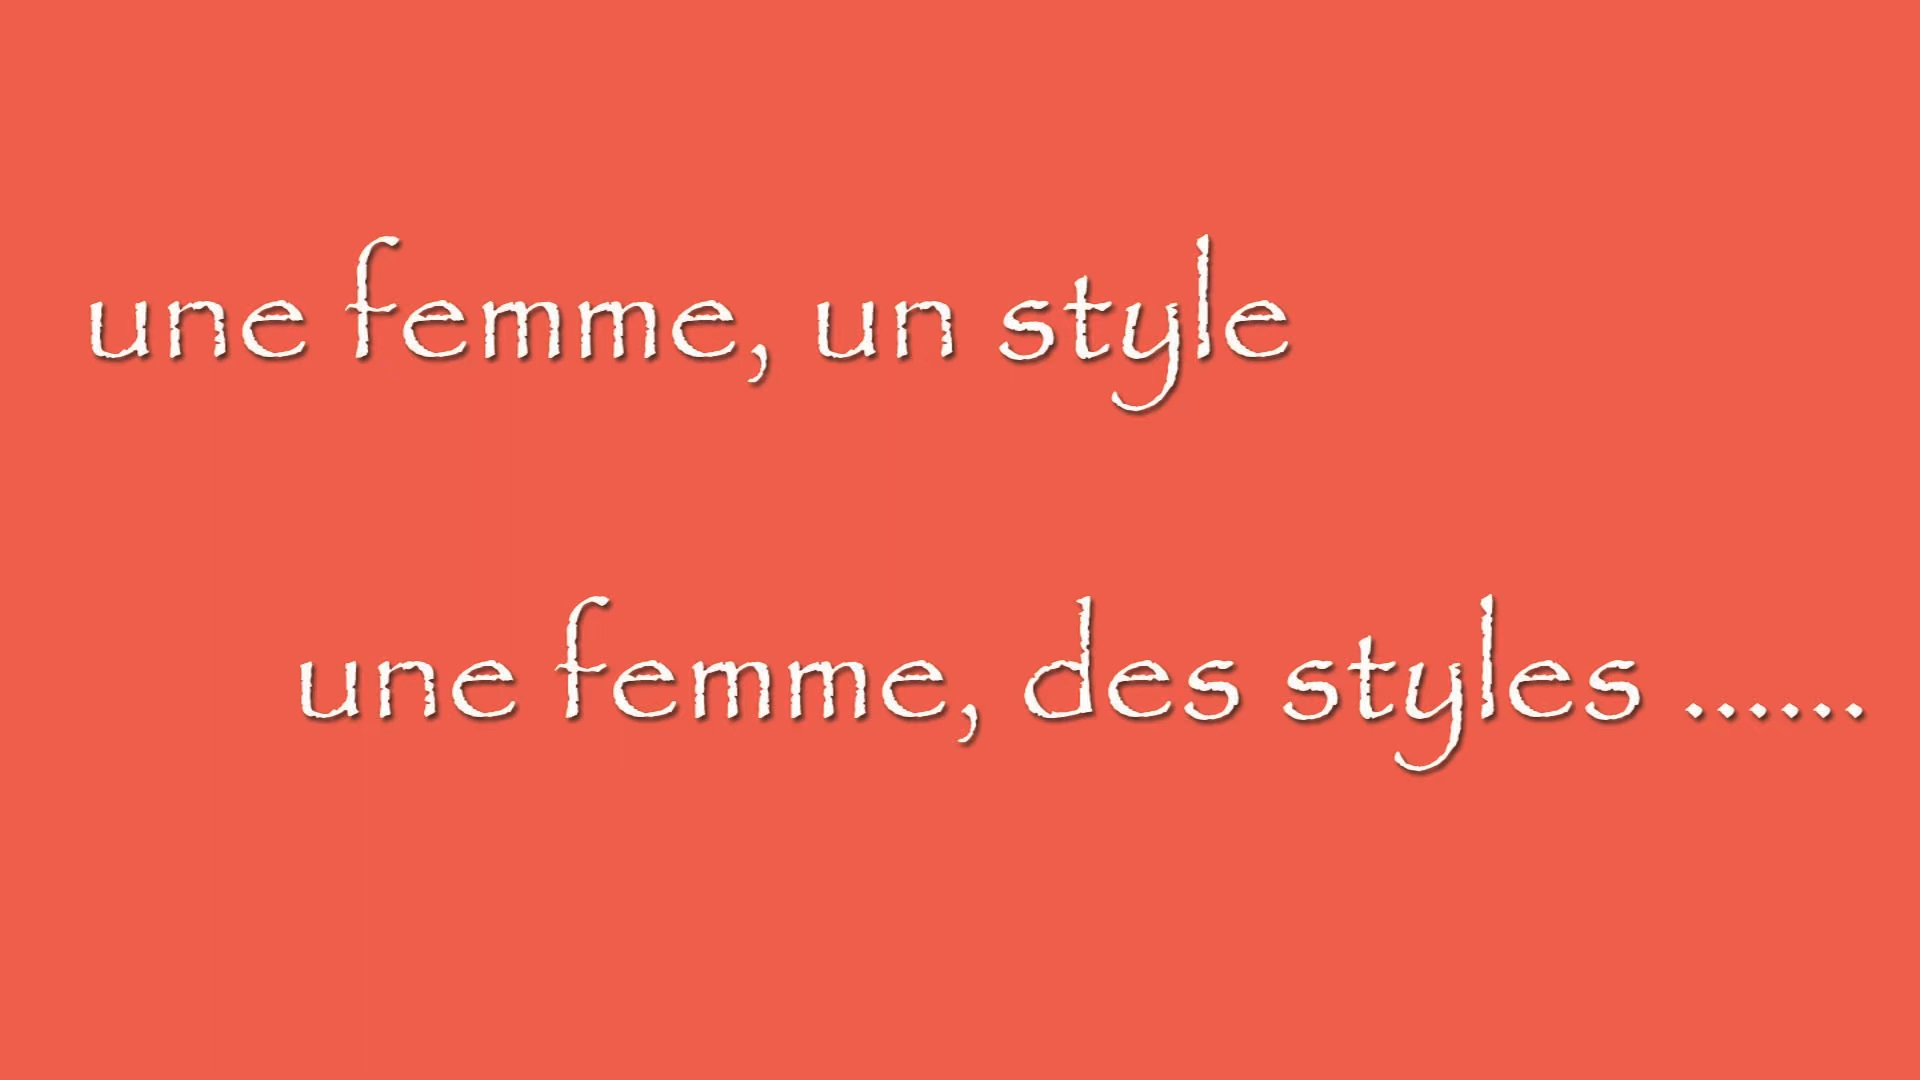 une femme, un style
une femme, des styles ......